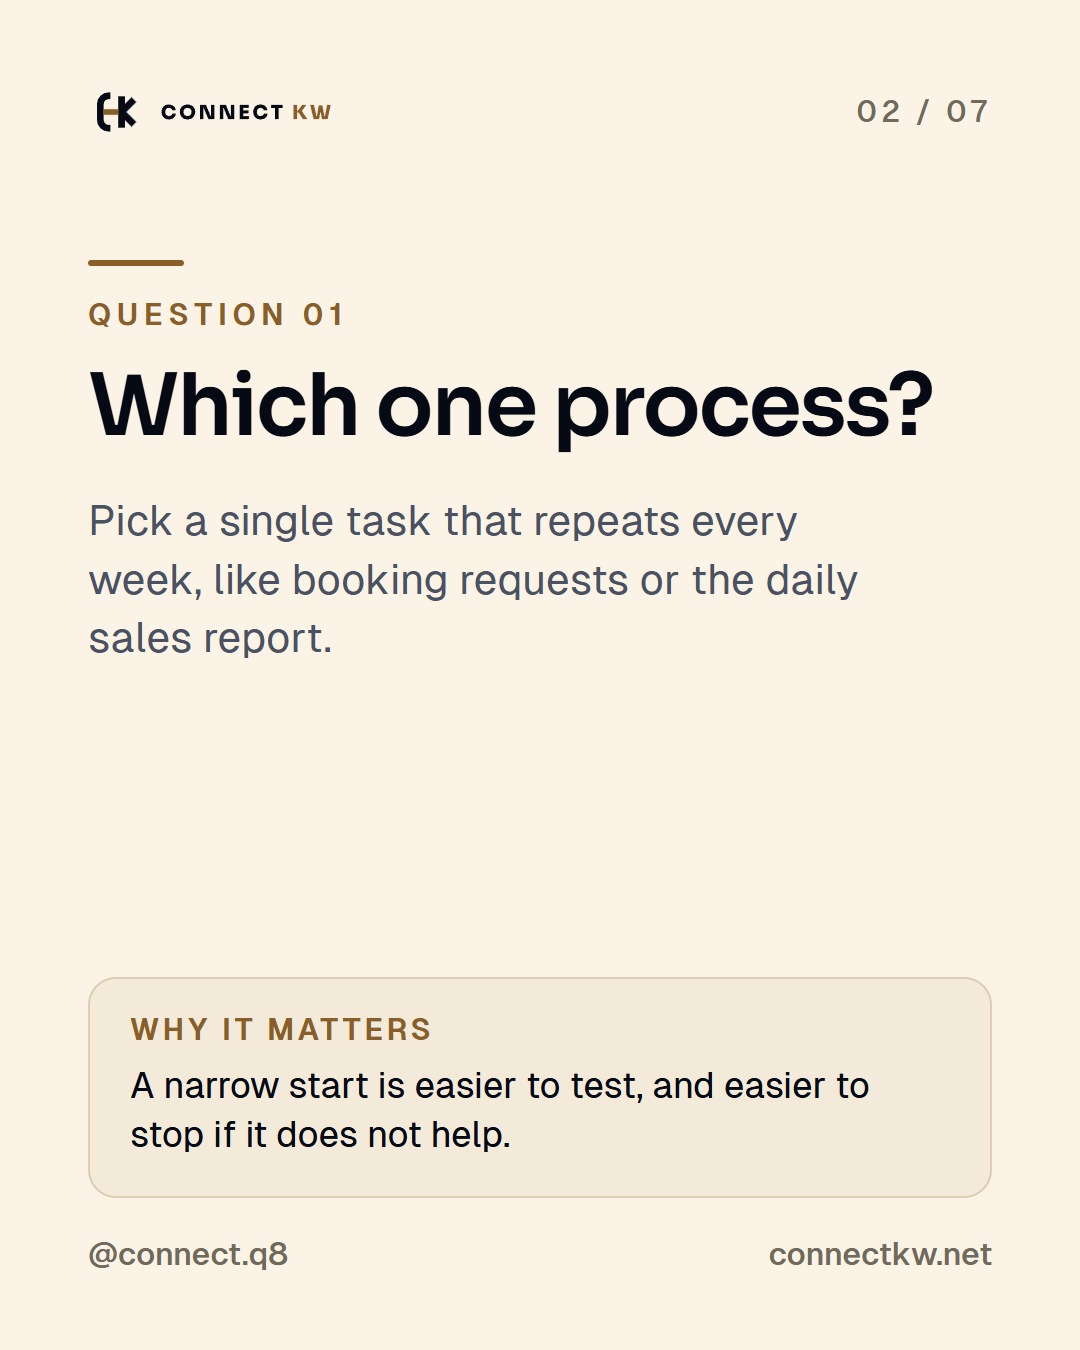 CONNECT KW
02 / 07
QUESTION 01
Which one process?
Pick a single task that repeats every
week, like booking requests or the daily
sales report.
WHY IT MATTERS
A narrow start is easier to test, and easier to
stop if it does not help.
@connect.q8
connectkw.net